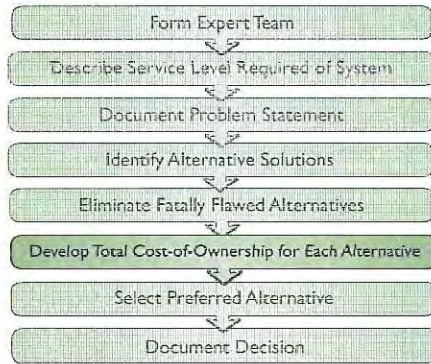 Form Expert Team
Describe Service Level Required of System
Document Problem Statement
Identify Alternative Solutions
Eliminate Fatally Flawed Alternatives
Develop Total Cost-of-Ownership for Each Alternative
Select Preferred Alternative
Document Decision